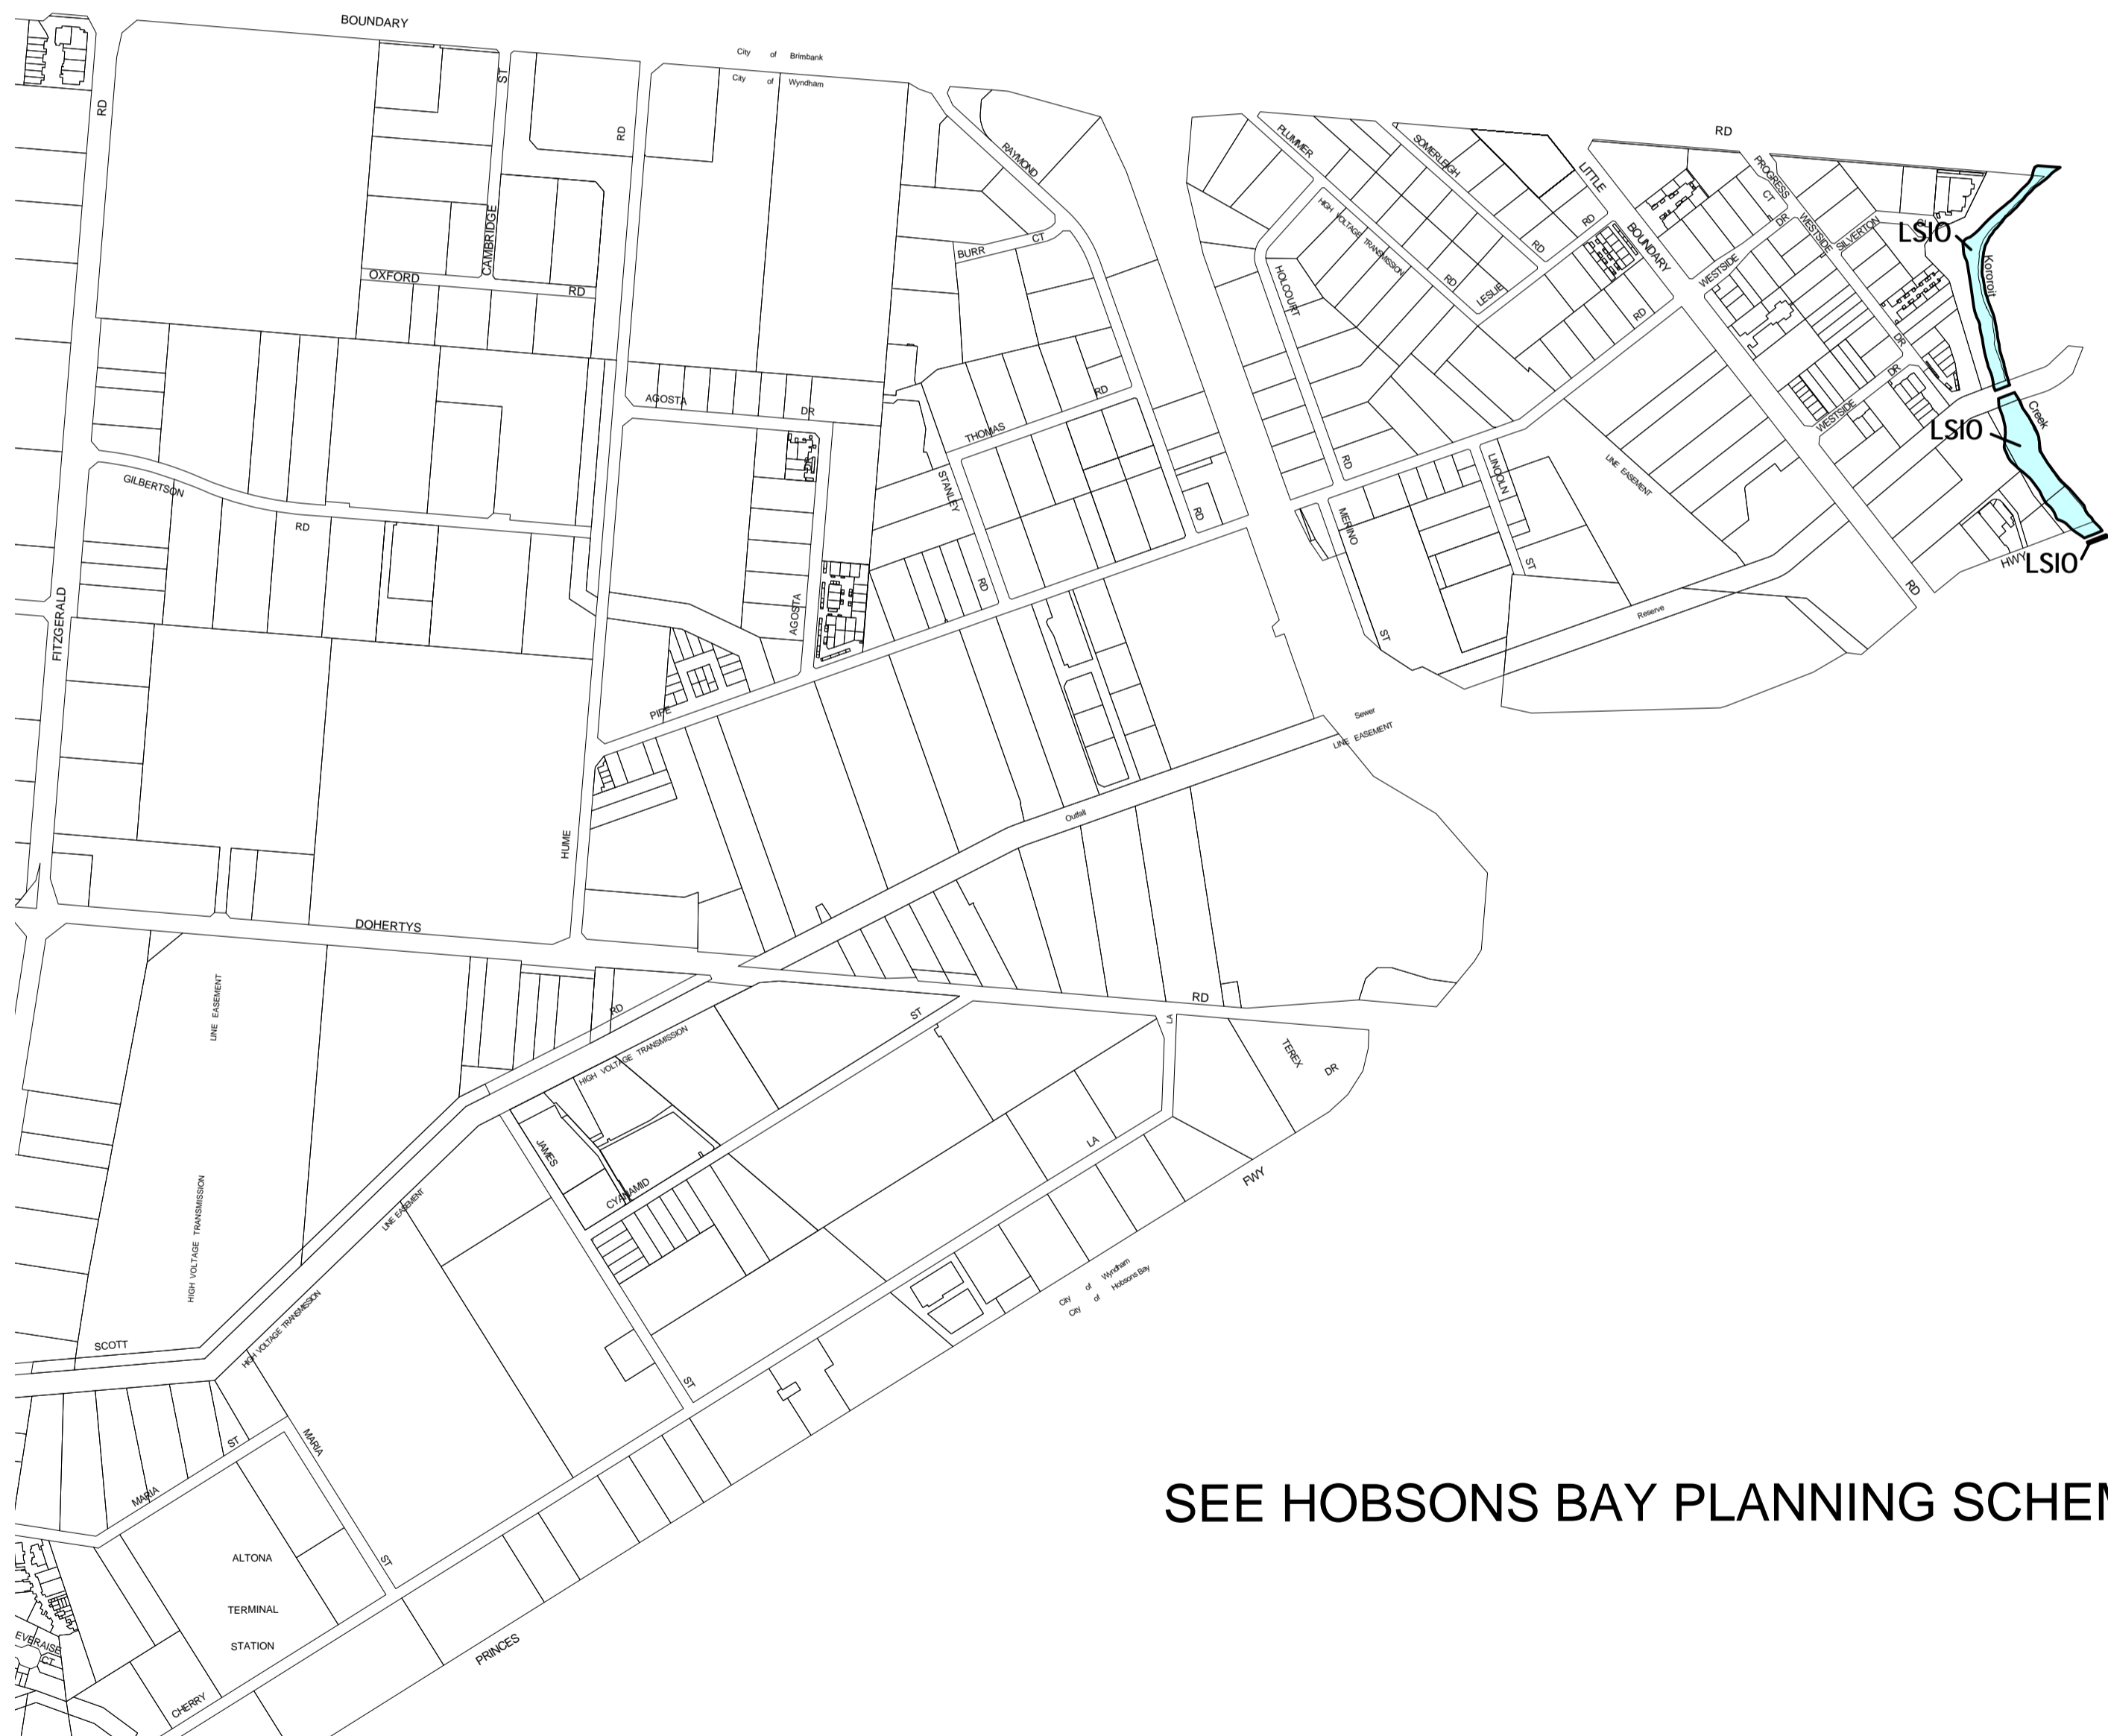 BOUNDARY
City of Brimbank
City of Wyndham
RD
ST
RD
RAYMOND
PLUMMER
SOMERLEIGH
LITTLE
RD
PROGRESS
CT
DR
WESTSIDE
SILVERTON
LSIO
Koroit
CAMBRIDGE
HIGH VOLTAGE TRANSMISSION
RD
RD
BOUNDARY
WESTSIDE
BURR
CT
OXFORD
RD
HOLCOURT
RD
LESLIE
RD
DR
AGOSTA
DR
RD
DR
WESTSIDE
Creek
LSIO
THOMAS
GILBERTSON
RD
STANLEY
RD
RD
LINCOLN
LINE EASEMENT
MERINO
ST
HWY
LSIO
RD
FITZGERALD
AGOSTA
RD
ST
Reserve
PIPE
Sewer
LINE EASEMENT
HUME
Outfall
DOHERTYS
RD
LINE EASEMENT
RD
HIGH VOLTAGE TRANSMISSION
ST
LA
TEREX
DR
JAMES
CYANAMID
LA
FWY
HIGH VOLTAGE TRANSMISSION
LINE EASEMENT
City of Wyndham
City of Hobsons Bay
SCOTT
HIGH VOLTAGE TRANSMISSION
ST
ST
MARIA
MARIA
ST
SEE HOBSONS BAY PLANNING SCHEM
ALTONA
TERMINAL
STATION
EVERAISE
CT
PRINCES
CHERRY